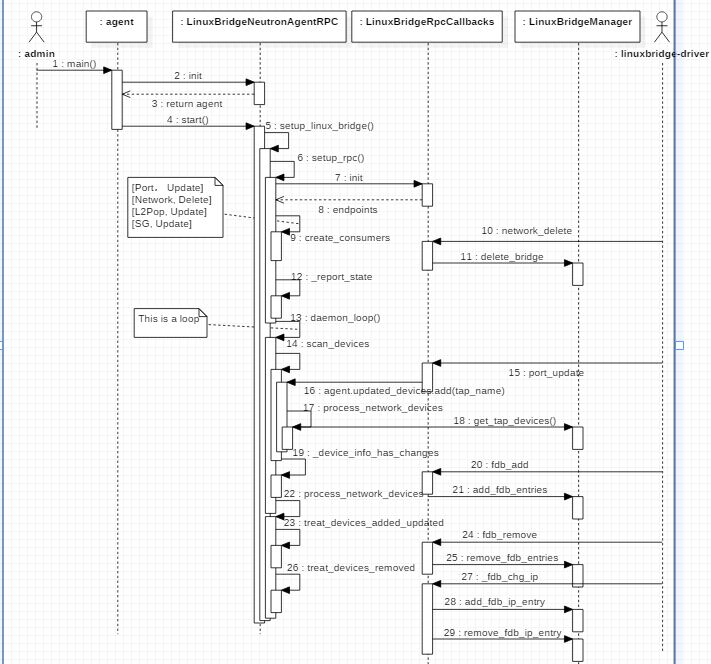 : agent
: LinuxBridgeNeutronAgentRPC
: LinuxBridgeRpcCallbacks
: LinuxBridgeManager
: admin
: linuxbridge-driver
1 : main()
2 : init
3 : return agent
4 : start()
5 : setup_linux_bridge()
6 : setup_rpc()
7 : init
[Port, Update]
[Network, Delete]
[L2Pop, Update]
[SG, Update]
8 : endpoints
9 : create_consumers
10 : network_delete
11 : delete_bridge
12 : _report_state
This is a loop
13 : daemon_loop()
14 : scan_devices
15 : port_update
16 : agent.updated_devices.add(tap_name)
17 : process_network_devices
18 : get_tap_devices()
19 : _device_info_has_changes
20 : fdb_add
21 : add_fdb_entries
22 : process_network_devices
23 : treat_devices_added_updated
24 : fdb_remove
25 : remove_fdb_entries
26 : treat_devices_removed
27 : _fdb_chg_ip
28 : add_fdb_ip_entry
29 : remove_fdb_ip_entry